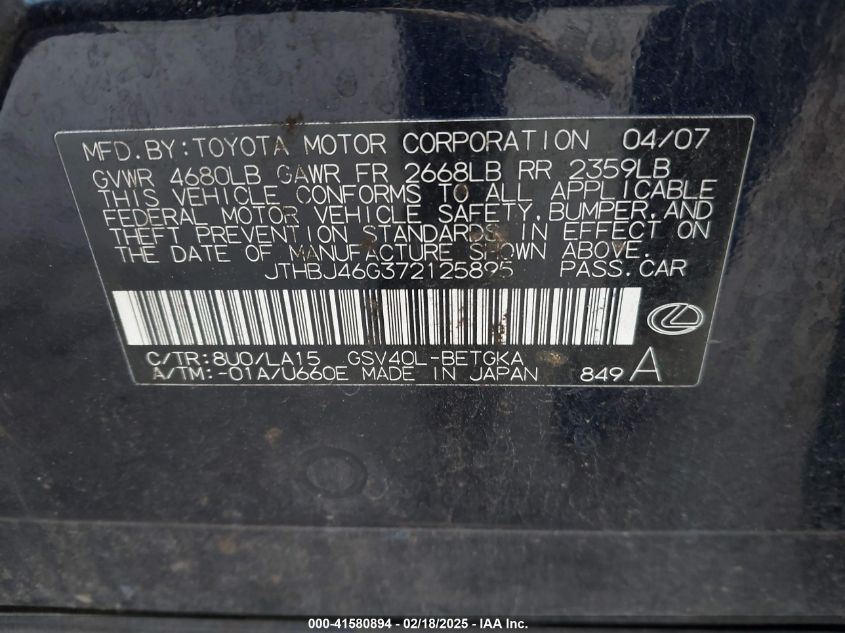 MFD.BY:TOYOTA MOTOR CORPORATION 04/07
GVWR 4680LB GAWR FR 2668LB RR 2359LB
THIS VEHICLE CONFORMS TO ALL APPLICABLE
FEDERAL MOTOR VEHICLE SAFETY,BUMPER,AND
THEFT PREVENTION STANDARDS IN EFFECT ON
THE DATE OF MANUFACTURE SHOWN ABOVE.
JTHBJ46G372125895 PASS.CAR
C/TR:8U0/LA15 GSV40L-BETGKA
A/TM:-01A/U660E MADE IN JAPAN 849 A
000-41580894 - 02/18/2025 - IAA Inc.